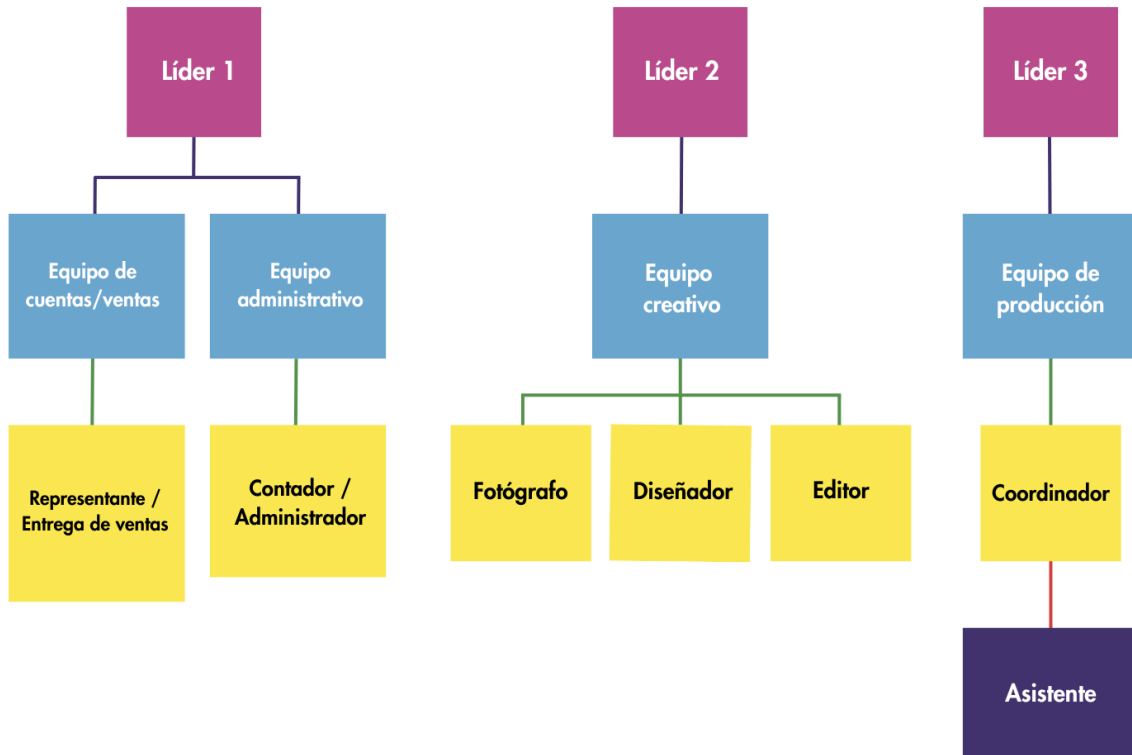 Líder 1
Líder 2
Líder 3
Equipo de
cuentas/ventas
Equipo
administrativo
Equipo
creativo
Equipo de
producción
Representante /
Entrega de ventas
Contador /
Administrador
Fotógrafo
Diseñador
Editor
Coordinador
Asistente